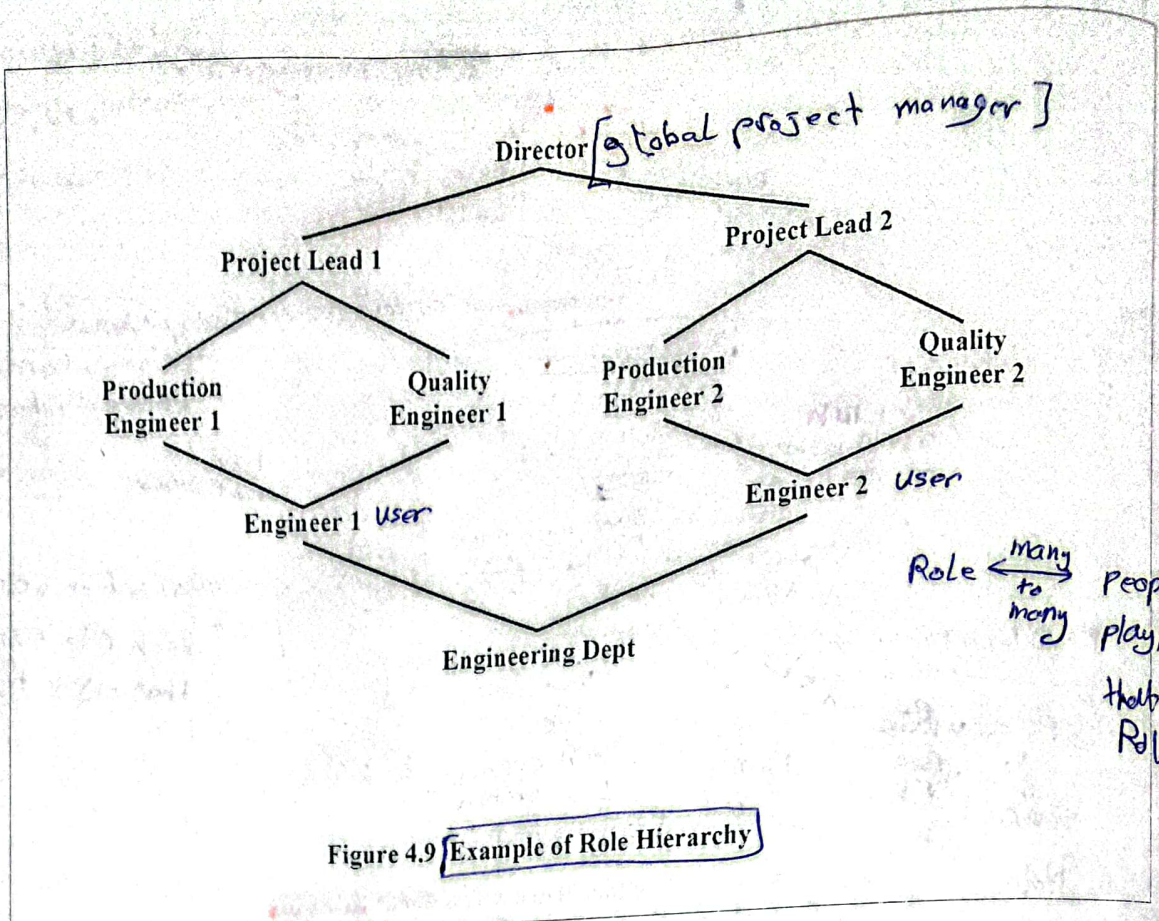 Director [global project manager]
Project Lead 1
Project Lead 2
Production
Engineer 1
Quality
Engineer 1
Production
Engineer 2
Quality
Engineer 2
Engineer 1 user
Engineer 2 user
Role many
to
many
play
Engineering Dept
Figure 4.9 Example of Role Hierarchy